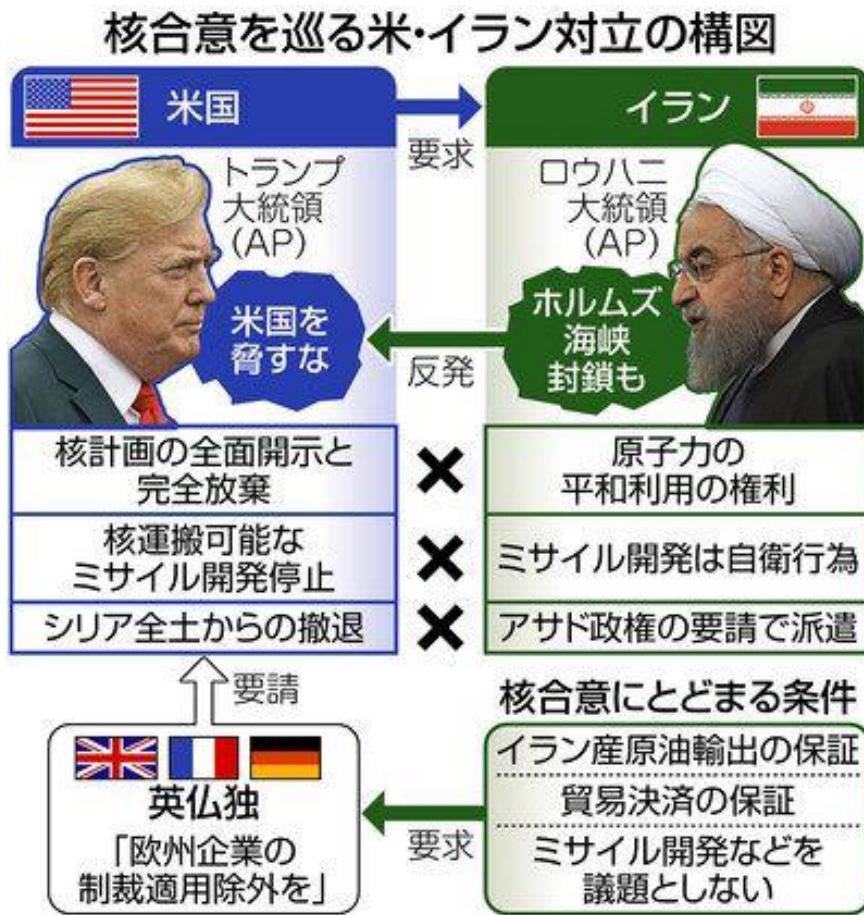 核合意を巡る米・イラン対立の構図
米国
要求
イラン
トランプ
大統領
(AP)
ロウハニ
大統領
(AP)
米国を
脅すな
反発
ホルムズ
海峡
封鎖も
核計画の全面開示と
完全放棄
×
原子力の
平和利用の権利
核運搬可能な
ミサイル開発停止
×
ミサイル開発は自衛行為
シリア全土からの撤退
×
アサド政権の要請で派遣
要請
英仏独
「欧州企業の
制裁適用除外を」
要求
核合意にとどまる条件
イラン産原油輸出の保証
貿易決済の保証
ミサイル開発などを
議題としない